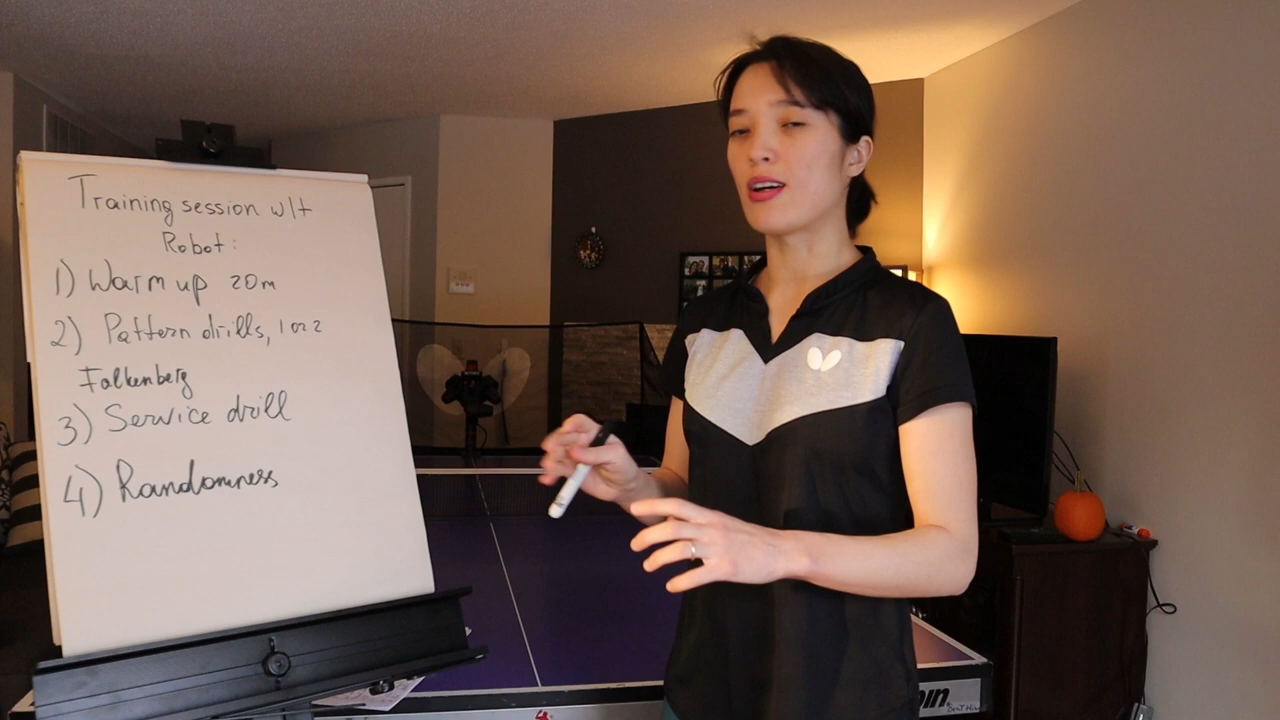 Training session w/t
Robot:
1) Warm up 20m
2) Pattern drills, 1 or 2
Falkenberg
3) Service drill
4) Randomness